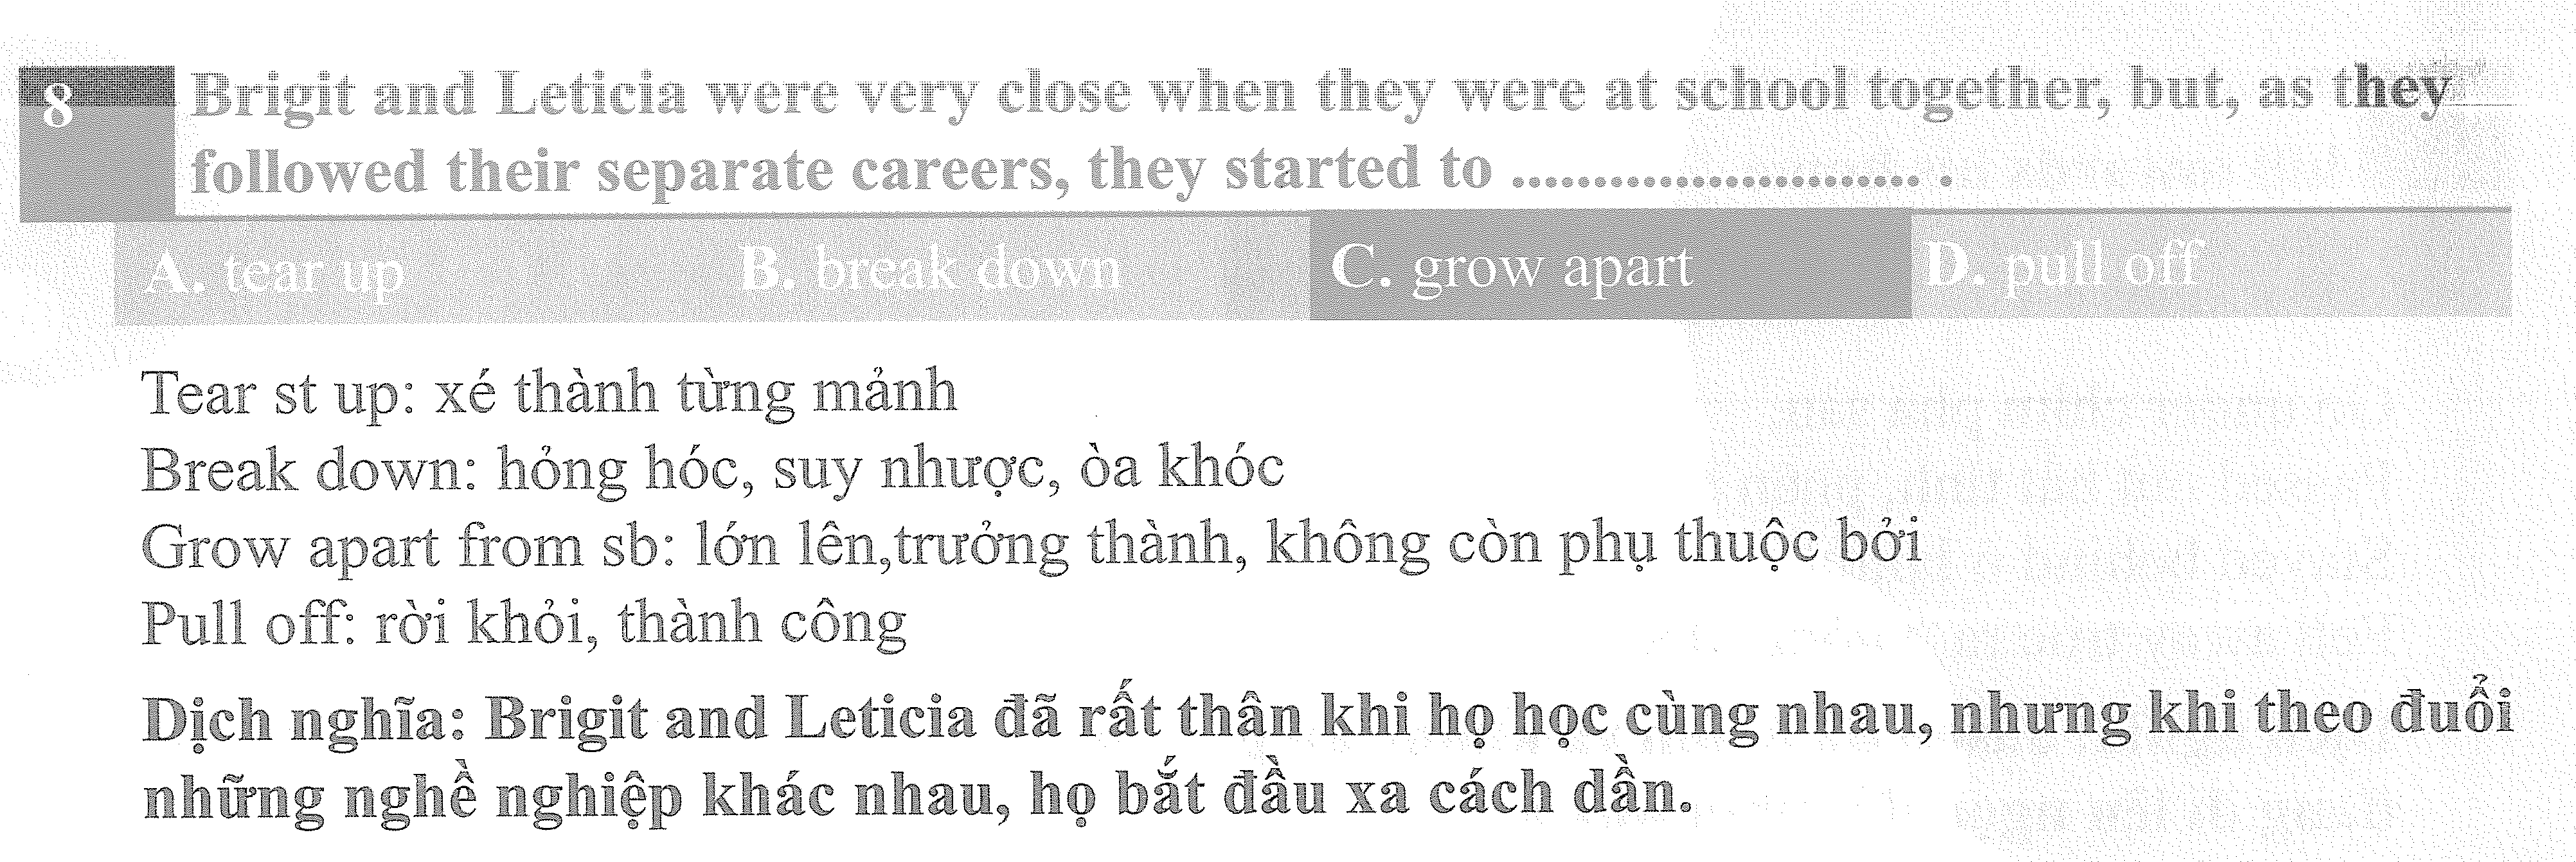 8 Brigit and Leticia were very close when they were at school together, but, as they
followed their separate careers, they started to ......................... .
A. tear up B. break down C. grow apart D. pull off
Tear st up: xé thành từng mảnh
Break down: hỏng hóc, suy nhược, òa khóc
Grow apart from sb: lớn lên,trưởng thành, không còn phụ thuộc bởi
Pull off: rời khỏi, thành công
Dịch nghĩa: Brigit and Leticia đã rất thân khi họ học cùng nhau, nhưng khi theo đuổi
những nghề nghiệp khác nhau, họ bắt đầu xa cách dần.